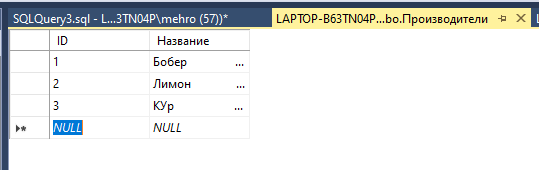 SQLQuery3.sql - L...3TN04P\mehro (57))* LAPTOP-B63TN04P...bo.Производители
ID Название
1 Бобер ...
2 Лимон ...
3 КУр ...
NULL NULL